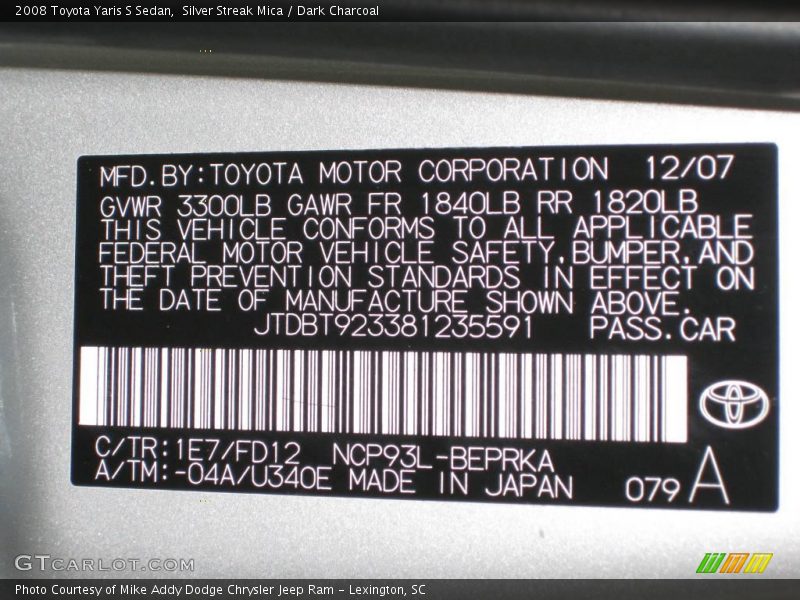 2008 Toyota Yaris S Sedan,  Silver Streak Mica / Dark Charcoal
MFD.BY:TOYOTA MOTOR CORPORATION 12/07
GVWR 3300LB GAWR FR 1840LB RR 1820LB
THIS VEHICLE CONFORMS TO ALL APPLICABLE
FEDERAL MOTOR VEHICLE SAFETY,BUMPER,AND
THEFT PREVENTION STANDARDS IN EFFECT ON
THE DATE OF MANUFACTURE SHOWN ABOVE.
JTDBT923381235591 PASS.CAR
C/TR:1E7/FD12 NCP93L-BEPRKA
A/TM:-04A/U340E MADE IN JAPAN 079 A
GTCARLOT.COM
Photo Courtesy of Mike Addy Dodge Chrysler Jeep Ram - Lexington, SC